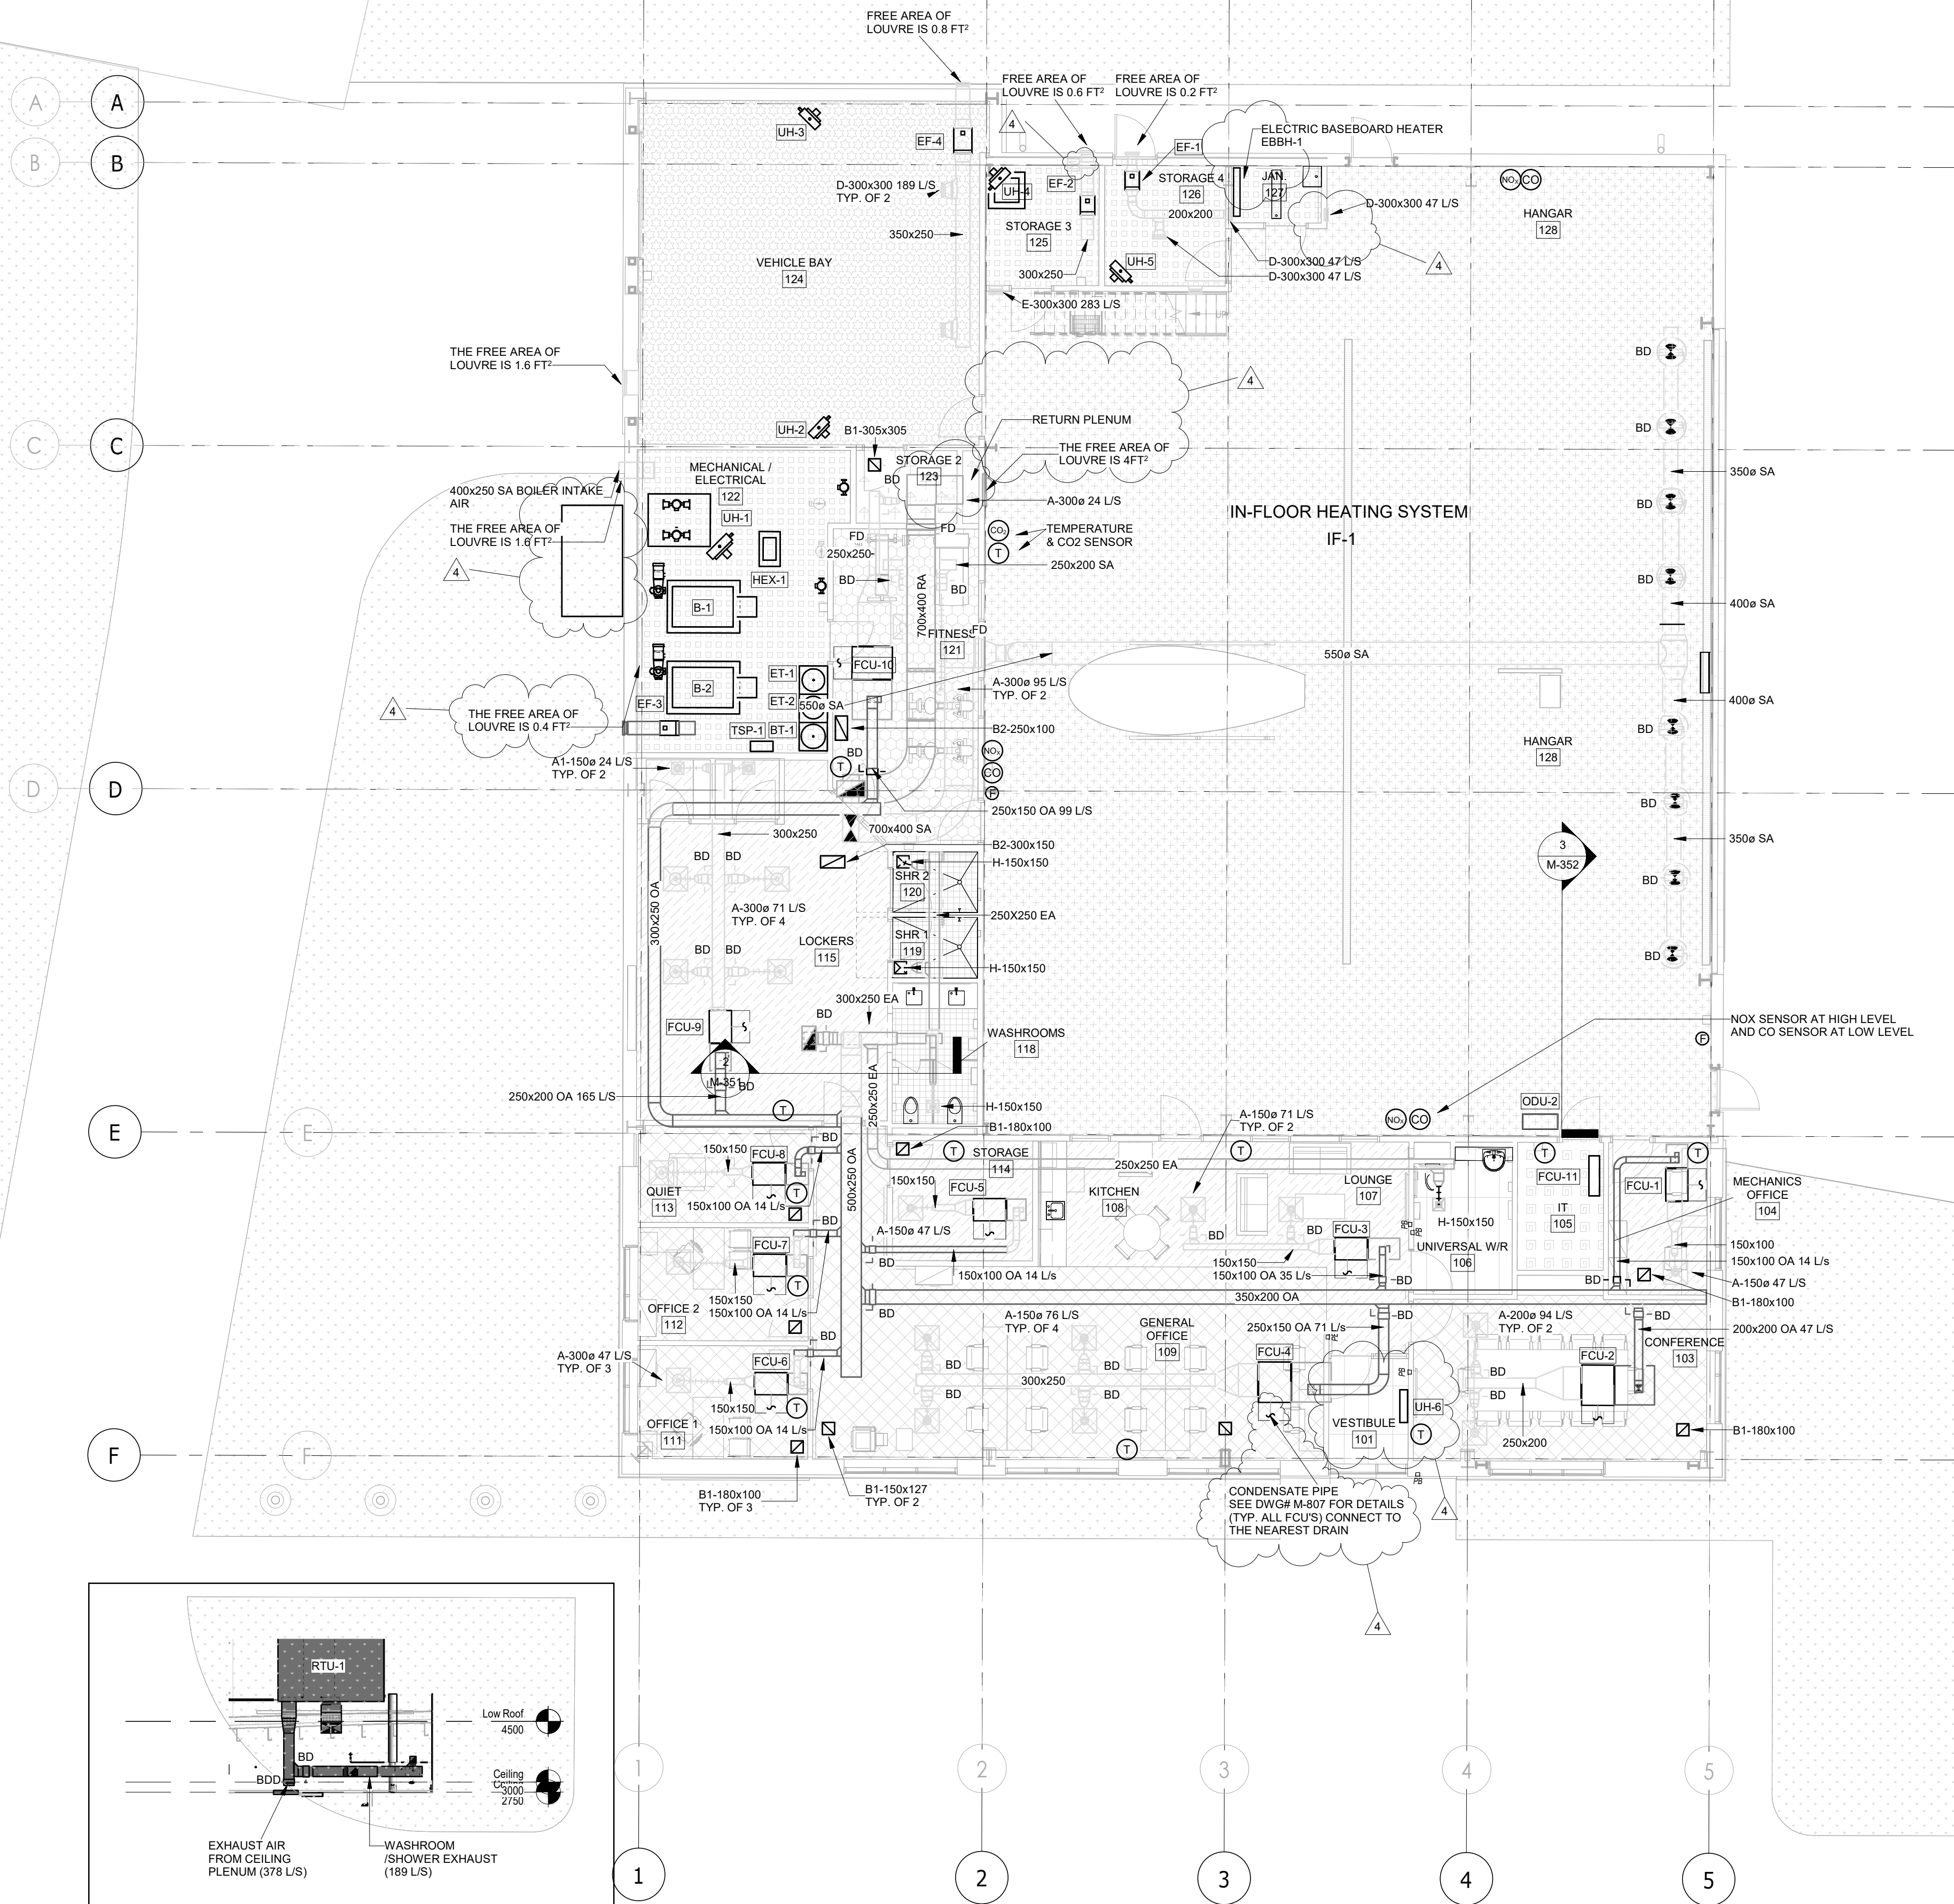 FREE AREA OF
LOUVRE IS 0.8 FT²
FREE AREA OF
LOUVRE IS 0.6 FT²
FREE AREA OF
LOUVRE IS 0.2 FT²
A
A
B
B
UH-3
EF-4
4
EF-1
ELECTRIC BASEBOARD HEATER
EBBH-1
D-300x300 189 L/S
TYP. OF 2
UH-4
EF-2
STORAGE 4
126
JAN.
127
NOX
CO
200x200
D-300x300 47 L/S
HANGAR
128
350x250
STORAGE 3
125
VEHICLE BAY
124
300x250
UH-5
D-300x300 47 L/S
D-300x300 47 L/S
4
E-300x300 283 L/S
UP
THE FREE AREA OF
LOUVRE IS 1.6 FT²
BD
4
UH-2
B1-305x305
RETURN PLENUM
BD
C
C
MECHANICAL /
ELECTRICAL
122
STORAGE 2
123
BD
THE FREE AREA OF
LOUVRE IS 4FT²
350ø SA
400x250 SA BOILER INTAKE
AIR
A-300ø 24 L/S
BD
UH-1
IN-FLOOR HEATING SYSTEM
IF-1
THE FREE AREA OF
LOUVRE IS 1.6 FT²
FD
FD
CO2
T
TEMPERATURE
& CO2 SENSOR
250x250
250x200 SA
4
HEX-1
BD
BD
BD
B-1
700x400 RA
400ø SA
FITNESS
121
FD
550ø SA
FCU-10
B-2
ET-1
A-300ø 95 L/S
TYP. OF 2
EF-3
ET-2
550ø SA
400ø SA
4
THE FREE AREA OF
LOUVRE IS 0.4 FT²
TSP-1
BT-1
B2-250x100
BD
BD
NOX
CO
F
HANGAR
128
A1-150ø 24 L/S
TYP. OF 2
T
D
D
250x150 OA 99 L/S
BD
300x250
700x400 SA
350ø SA
B2-300x150
BD
BD
H-150x150
3
M-352
SHR 2
120
BD
300x250 OA
A-300ø 71 L/S
TYP. OF 4
250X250 EA
LOCKERS
115
SHR 1
119
BD
BD
H-150x150
BD
300x250 EA
BD
FCU-9
WASHROOMS
118
NOX SENSOR AT HIGH LEVEL
AND CO SENSOR AT LOW LEVEL
F
2
M-351
BD
250x200 OA 165 L/S
250x250 EA
T
H-150x150
A-150ø 71 L/S
TYP. OF 2
NOX
CO
ODU-2
E
E
B1-180x100
BD
150x150
FCU-8
T
STORAGE
114
T
T
T
250x250 EA
500x250 OA
150x150
FCU-5
KITCHEN
108
LOUNGE
107
FCU-11
FCU-1
MECHANICS
OFFICE
104
QUIET
113
T
150x100 OA 14 L/s
A-150ø 47 L/S
H-150x150
IT
105
BD
BD
BD
FCU-3
PB
PB
FCU-7
UNIVERSAL W/R
106
150x100
BD
150x100 OA 14 L/s
150x150
150x100 OA 35 L/s
150x100 OA 14 L/s
T
BD
BD
A-150ø 47 L/S
150x150
150x100 OA 14 L/s
350x200 OA
B1-180x100
OFFICE 2
112
BD
A-150ø 76 L/S
TYP. OF 4
GENERAL
OFFICE
109
BD
250x150 OA 71 L/s
A-200ø 94 L/S
TYP. OF 2
BD
200x200 OA 47 L/S
BD
PB
CONFERENCE
103
A-300ø 47 L/S
TYP. OF 3
FCU-6
BD
BD
FCU-4
FCU-2
BD
300x250
PB
BD
150x150
T
BD
BD
UH-6
OFFICE 1
111
150x100 OA 14 L/s
VESTIBULE
101
T
B1-180x100
T
250x200
F
F
PB
B1-180x100
TYP. OF 3
B1-150x127
TYP. OF 2
CONDENSATE PIPE
SEE DWG# M-807 FOR DETAILS
(TYP. ALL FCU'S) CONNECT TO
THE NEAREST DRAIN
4
4
RTU-1
Low Roof
4500
BD
BDD
Ceiling
3000
2750
EXHAUST AIR
FROM CEILING
PLENUM (378 L/S)
WASHROOM
/SHOWER EXHAUST
(189 L/S)
1
2
3
4
5
1
2
3
4
5